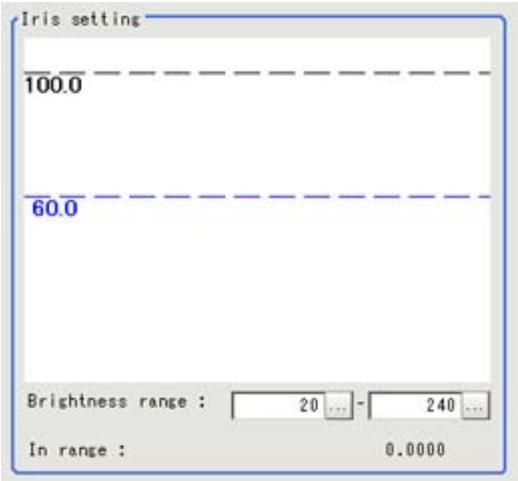 Iris setting
100.0
60.0
Brightness range : 20 ... - 240 ...
In range : 0.0000